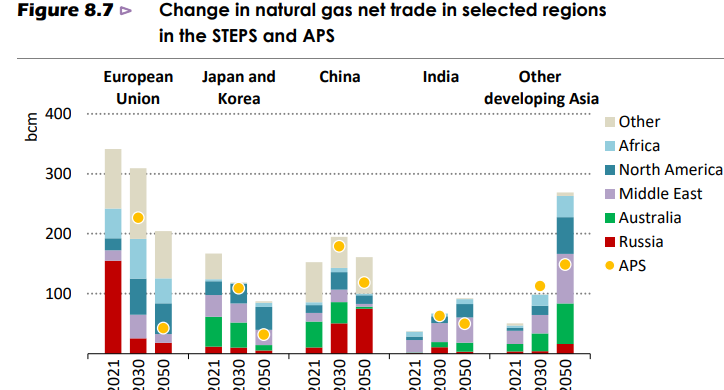 Figure 8.7 ⊳ Change in natural gas net trade in selected regions
in the STEPS and APS
European
Union
Japan and
Korea
China
India
Other
developing Asia
bcm
400
300
200
100
Other
Africa
North America
Middle East
Australia
Russia
APS
2021
2030
2050
2021
2030
2050
2021
2030
2050
2021
2030
2050
2021
2030
2050